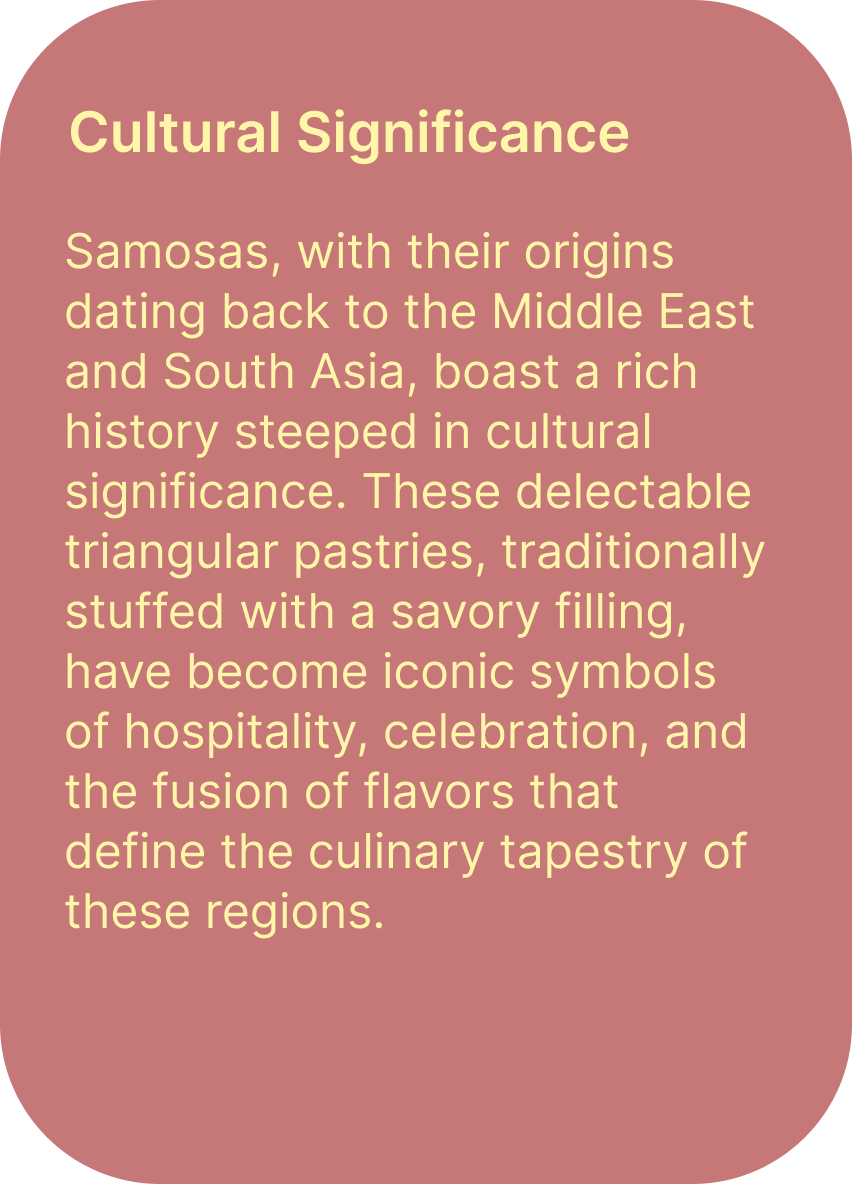 Cultural Significance
Samosas, with their origins
dating back to the Middle East
and South Asia, boast a rich
history steeped in cultural
significance. These delectable
triangular pastries, traditionally
stuffed with a savory filling,
have become iconic symbols
of hospitality, celebration, and
the fusion of flavors that
define the culinary tapestry of
these regions.